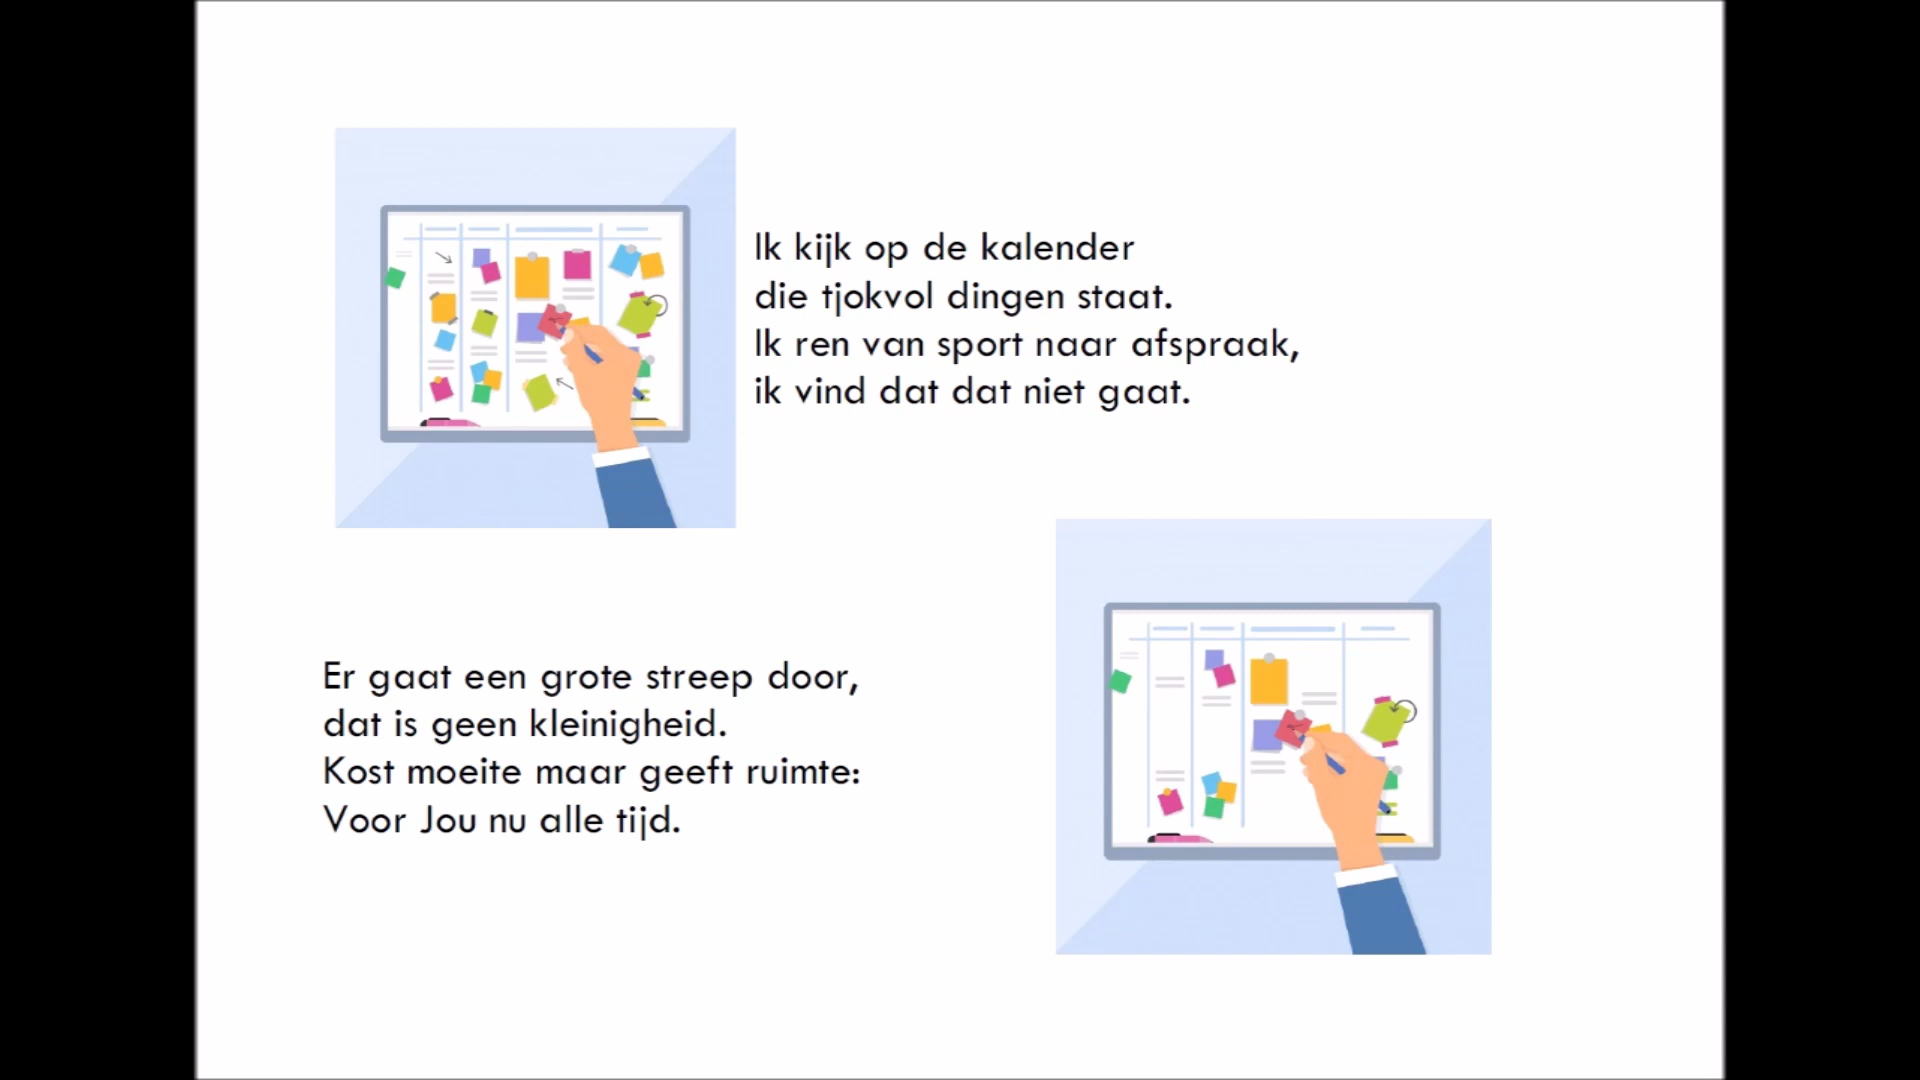 Ik kijk op de kalender
die tjokvol dingen staat.
Ik ren van sport naar afspraak,
ik vind dat dat niet gaat.
Er gaat een grote streep door,
dat is geen kleinigheid.
Kost moeite maar geeft ruimte:
Voor Jou nu alle tijd.